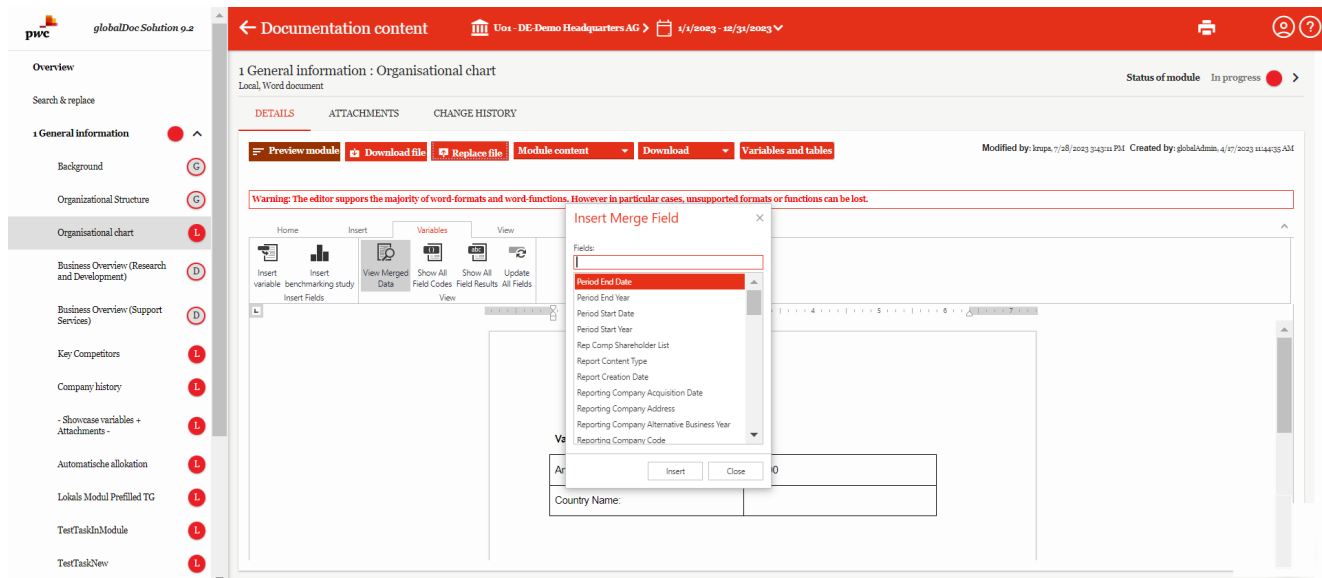 pwc
globalDoc Solution 9.2
Documentation content
U01 - DE-Demo Headquarters AG
1/1/2023 - 12/31/2023
?
Overview
Search & replace
1 General information
Background
G
Organizational Structure
G
Organisational chart
L
Business Overview (Research
and Development)
D
Business Overview (Support
Services)
D
Key Competitors
L
Company history
L
- Showcase variables +
Attachments -
L
Automatische allokation
L
Lokals Modul Prefilled TG
L
TestTaskInModule
L
TestTaskNew
L
1 General information : Organisational chart
Local, Word document
Status of module In progress
DETAILS ATTACHMENTS CHANGE HISTORY
Preview module Download file Replace file Module content Download Variables and tables
Modified by: krupa, 7/28/2023 3:43:11 PM Created by: globalAdmin, 4/17/2023 11:44:35 AM
Warning: The editor suppors the majority of word-formats and word-functions. However in particular cases, unsupported formats or functions can be lost.
Home Insert Variables View
Insert
variable
Insert
benchmarking study
Insert Fields
View Merged
Data
{} 
Show All
Field Codes
abc
Show All
Field Results
Update
All Fields
View
L
4 5 6 7
Insert Merge Field
Fields:
Period End Date
Period End Year
Period Start Date
Period Start Year
Rep Comp Shareholder List
Report Content Type
Report Creation Date
Reporting Company Acquisition Date
Reporting Company Address
Reporting Company Alternative Business Year
Reporting Company Code
Insert Close
Va
Ar
0
Country Name: